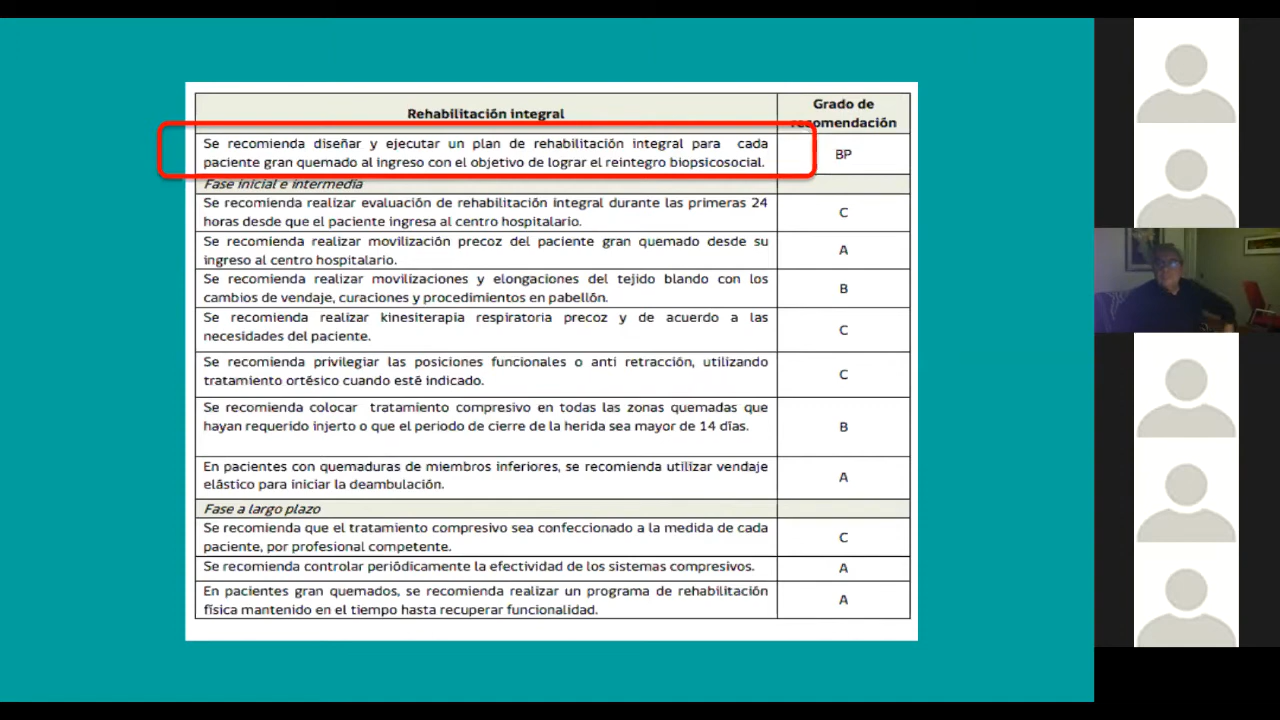 Rehabilitación integral
Grado de
recomendación
Se recomienda diseñar y ejecutar un plan de rehabilitación integral para cada
paciente gran quemado al ingreso con el objetivo de lograr el reintegro biopsicosocial.
BP
Fase inicial e intermedia
Se recomienda realizar evaluación de rehabilitación integral durante las primeras 24
horas desde que el paciente ingresa al centro hospitalario.
C
Se recomienda realizar movilización precoz del paciente gran quemado desde su
ingreso al centro hospitalario.
A
Se recomienda realizar movilizaciones y elongaciones del tejido blando con los
cambios de vendaje, curaciones y procedimientos en pabellón.
B
Se recomienda realizar kinesiterapia respiratoria precoz y de acuerdo a las
necesidades del paciente.
C
Se recomienda privilegiar las posiciones funcionales o anti retracción, utilizando
tratamiento ortésico cuando esté indicado.
C
Se recomienda colocar tratamiento compresivo en todas las zonas quemadas que
hayan requerido injerto o que el periodo de cierre de la herida sea mayor de 14 días.
B
En pacientes con quemaduras de miembros inferiores, se recomienda utilizar vendaje
elástico para iniciar la deambulación.
A
Fase a largo plazo
Se recomienda que el tratamiento compresivo sea confeccionado a la medida de cada
paciente, por profesional competente.
C
Se recomienda controlar periódicamente la efectividad de los sistemas compresivos.
A
En pacientes gran quemados, se recomienda realizar un programa de rehabilitación
física mantenido en el tiempo hasta recuperar funcionalidad.
A